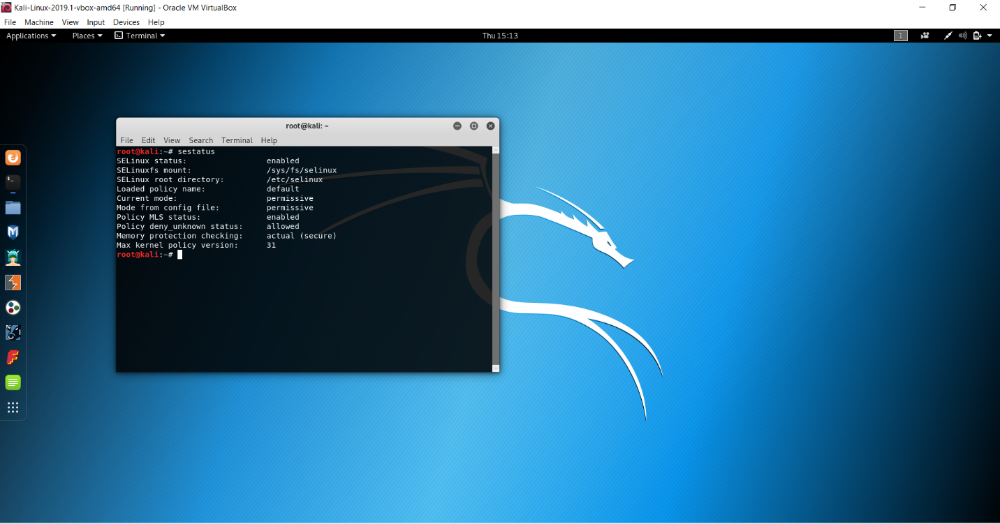 Kali-Linux-2019.1-vbox-amd64 [Running] - Oracle VM VirtualBox
File Machine View Input Devices Help
Applications Places Terminal Thu 15:13 1
root@kali: ~
File Edit View Search Terminal Help
root@kali:~# sestatus
SELinux status: enabled
SELinuxfs mount: /sys/fs/selinux
SELinux root directory: /etc/selinux
Loaded policy name: default
Current mode: permissive
Mode from config file: permissive
Policy MLS status: enabled
Policy deny_unknown status: allowed
Memory protection checking: actual (secure)
Max kernel policy version: 31
root@kali:~#